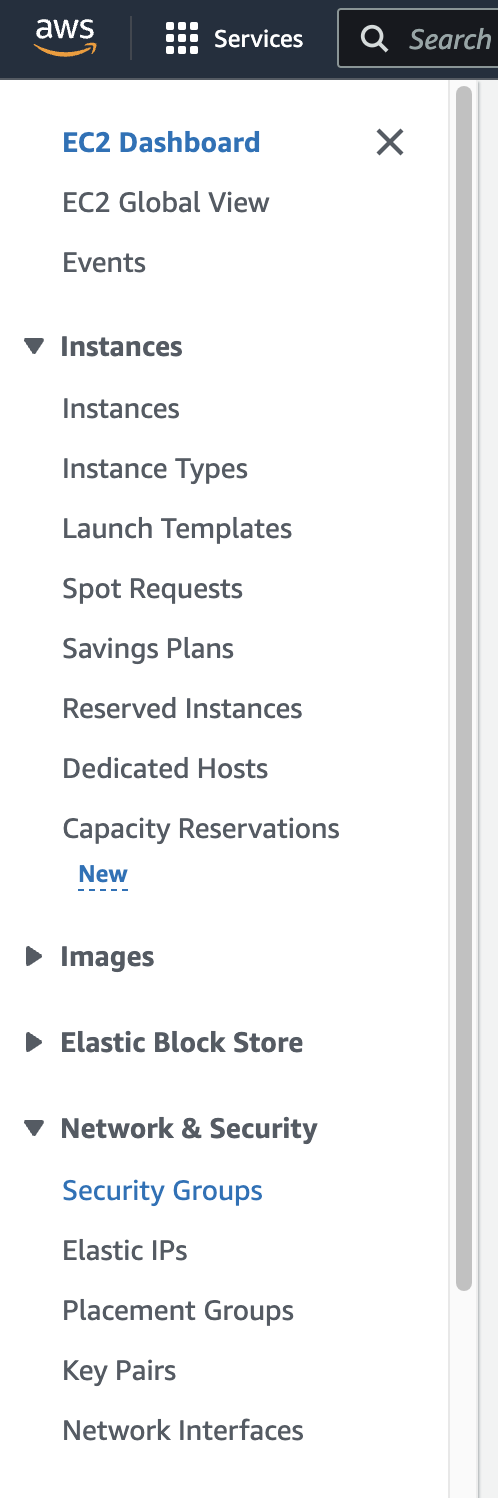 aws
Services
Search
EC2 Dashboard
EC2 Global View
Events
Instances
Instances
Instance Types
Launch Templates
Spot Requests
Savings Plans
Reserved Instances
Dedicated Hosts
Capacity Reservations
New
Images
Elastic Block Store
Network & Security
Security Groups
Elastic IPs
Placement Groups
Key Pairs
Network Interfaces